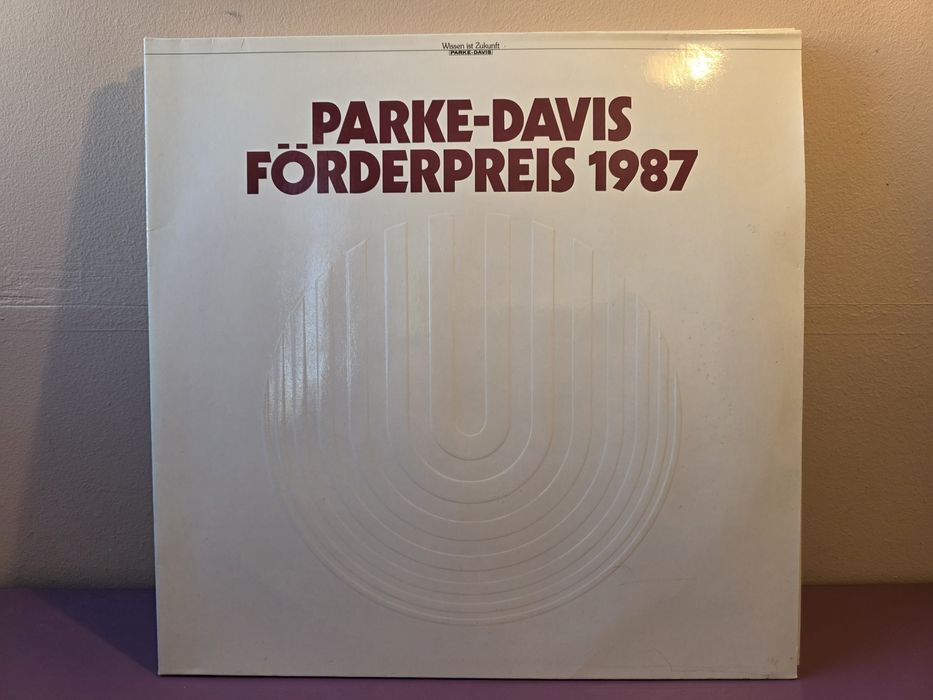 Wissen ist Zukunft
PARKE-DAVIS
PARKE-DAVIS
FÖRDERPREIS 1987